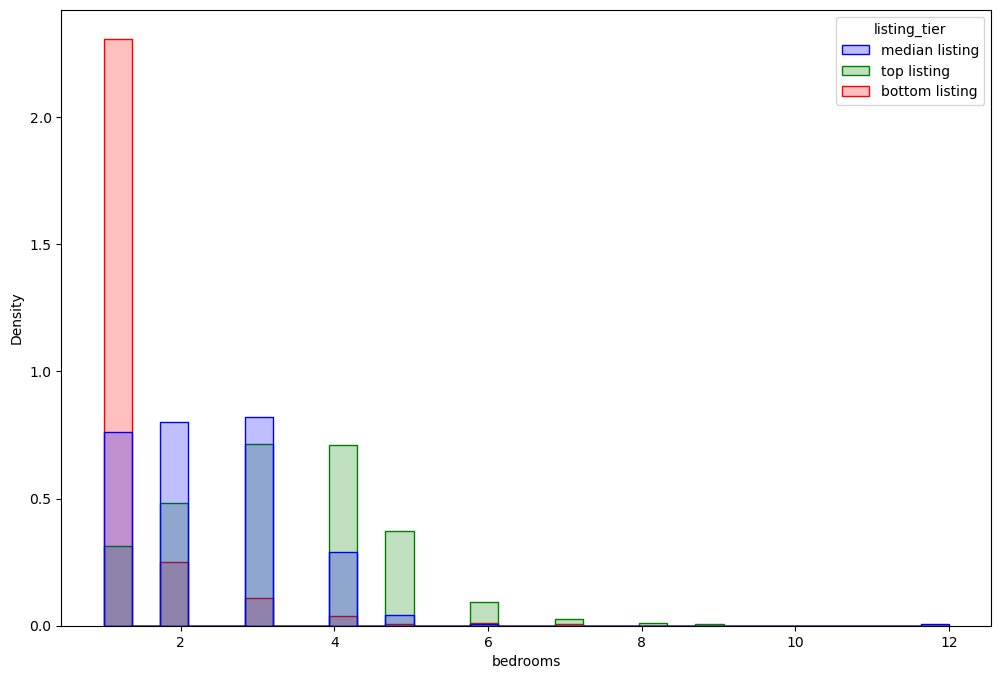 listing_tier
median listing
top listing
bottom listing
Density
2.0
1.5
1.0
0.5
0.0
2 4 6 8 10 12
bedrooms